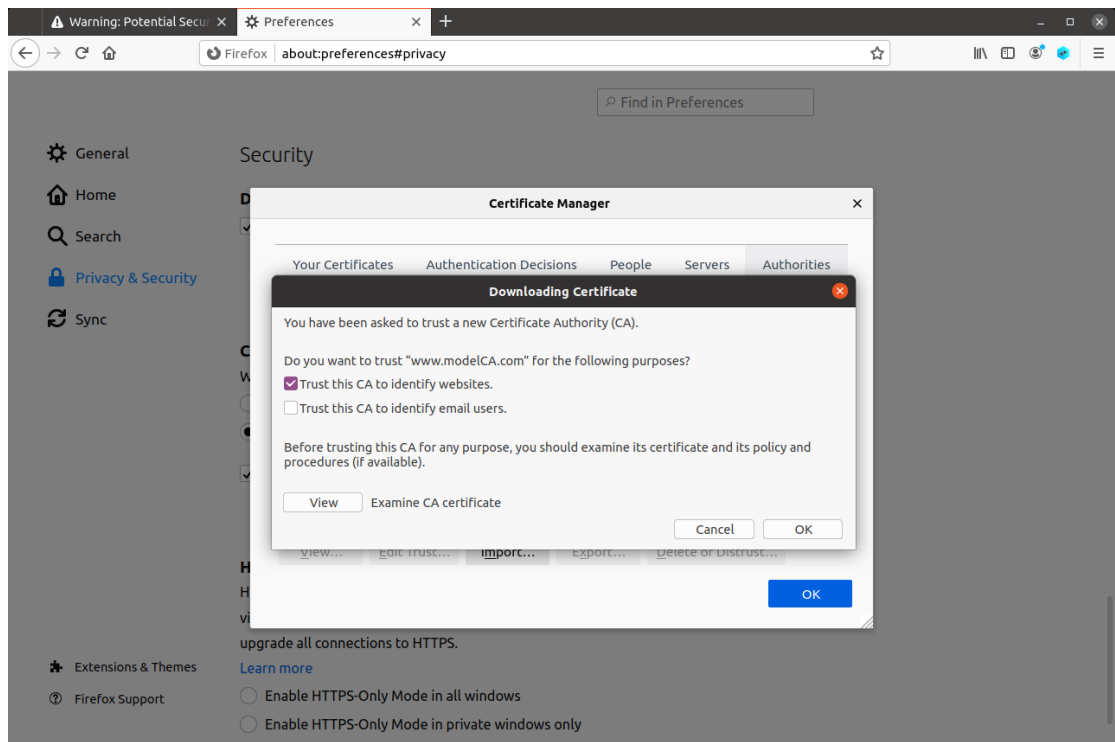 Warning: Potential Secur
Preferences
Firefox about:preferences#privacy
Find in Preferences
General
Home
Search
Privacy & Security
Sync
Extensions & Themes
Firefox Support
Security
D
Certificate Manager
Your Certificates Authentication Decisions People Servers Authorities
Downloading Certificate
You have been asked to trust a new Certificate Authority (CA).
Do you want to trust "www.modelCA.com" for the following purposes?
Trust this CA to identify websites.
Trust this CA to identify email users.
Before trusting this CA for any purpose, you should examine its certificate and its policy and
procedures (if available).
View Examine CA certificate
Cancel OK
View... Edit Trust... Import... Export... Delete or Distrust...
OK
C
W
H
H
vi
upgrade all connections to HTTPS.
Learn more
Enable HTTPS-Only Mode in all windows
Enable HTTPS-Only Mode in private windows only